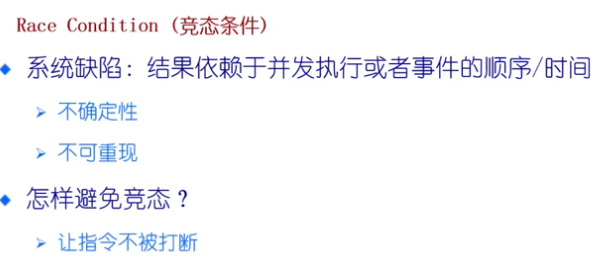 Race Condition (竞态条件)
系统缺陷: 结果依赖于并发执行或者事件的顺序/时间
不确定性
不可重现
怎样避免竞态?
让指令不被打断